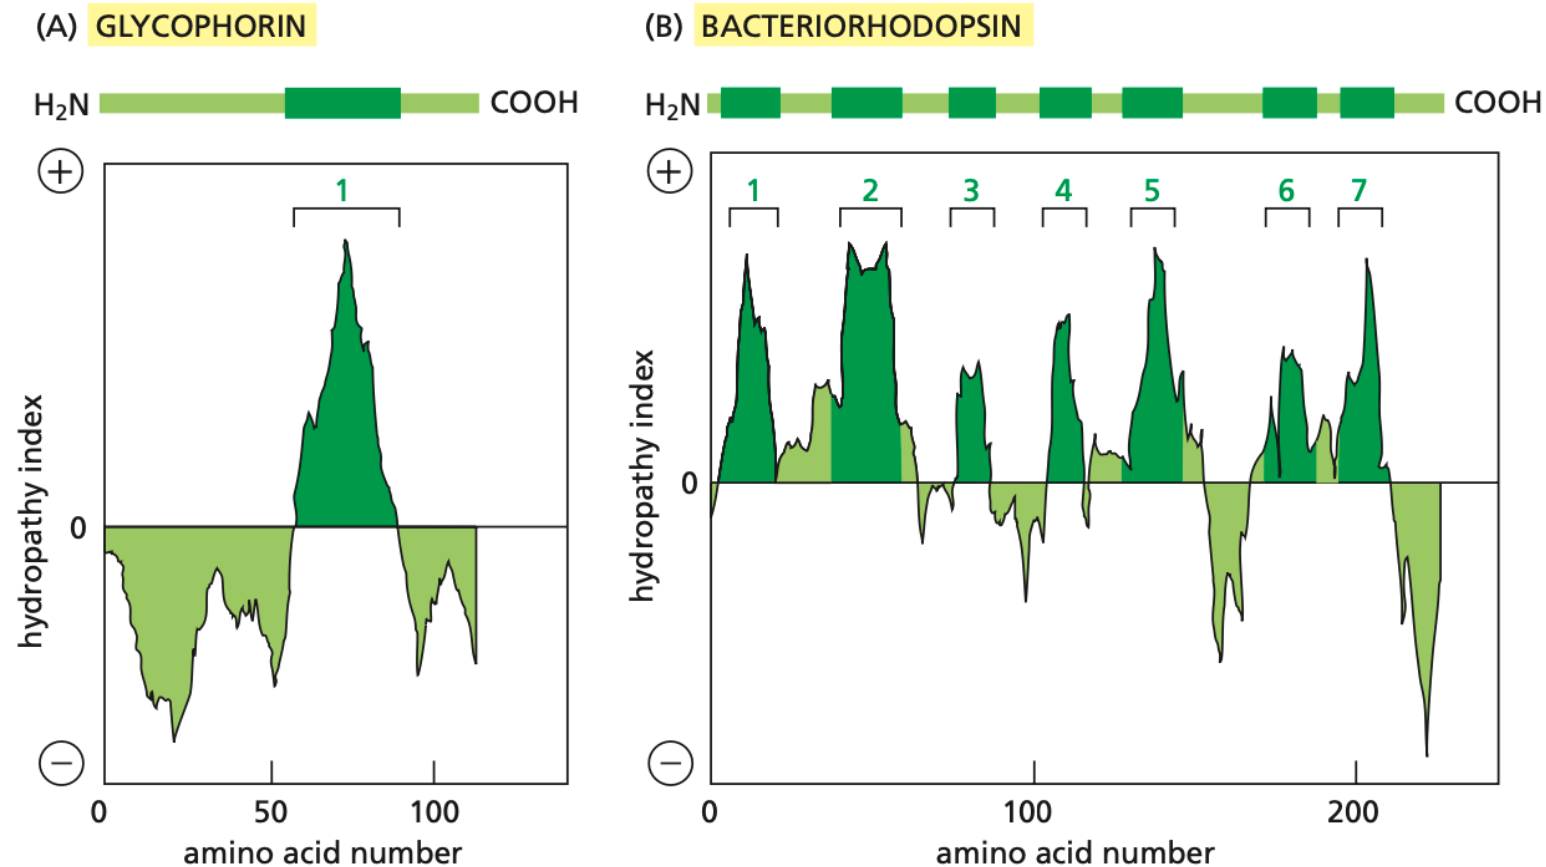 (A) GLYCOPHORIN
H₂N COOH
+
1
hydropathy index
0
−
0 50 100
amino acid number
(B) BACTERIORHODOPSIN
H₂N COOH
+
1 2 3 4 5 6 7
hydropathy index
0
−
0 100 200
amino acid number